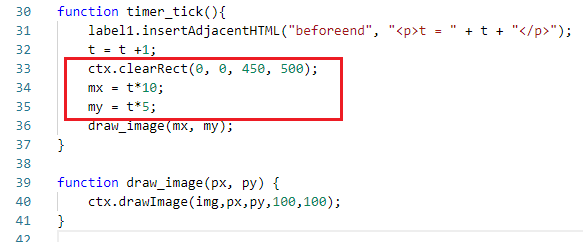 30 function timer_tick(){
31 label1.insertAdjacentHTML("beforeend", "<p>t = " + t + "</p>");
32 t = t +1;
33 ctx.clearRect(0, 0, 450, 500);
34 mx = t*10;
35 my = t*5;
36 draw_image(mx, my);
37 }
38
39 function draw_image(px, py) {
40 ctx.drawImage(img,px,py,100,100);
41 }
42